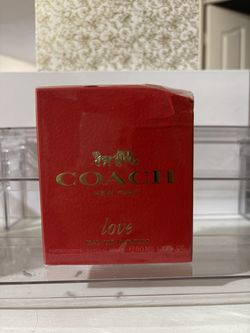 COACH
NEW YORK
love
EAU DE PARFUM